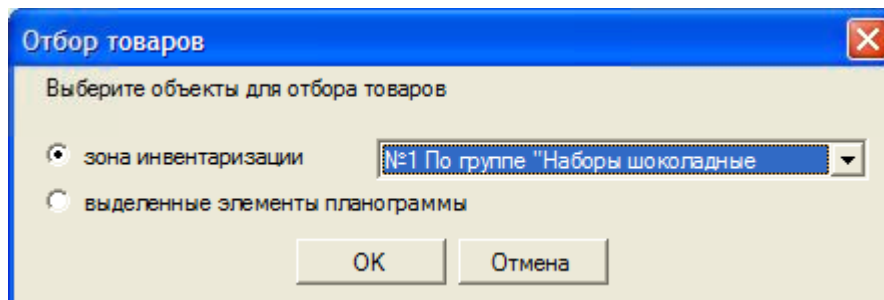 Отбор товаров
Выберите объекты для отбора товаров
зона инвентаризации №1 По группе "Наборы шоколадные
выделенные элементы планограммы
OK Отмена